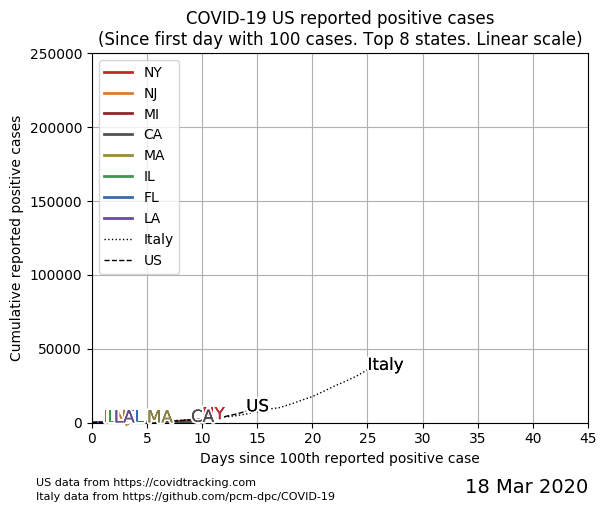 COVID-19 US reported positive cases
(Since first day with 100 cases. Top 8 states. Linear scale)
250000
200000
150000
100000
50000
0
Cumulative reported positive cases
NY
NJ
MI
CA
MA
IL
FL
LA
Italy
US
Italy
US
NY
CA
MA
LA
IL
0 5 10 15 20 25 30 35 40 45
Days since 100th reported positive case
US data from https://covidtracking.com
Italy data from https://github.com/pcm-dpc/COVID-19
18 Mar 2020